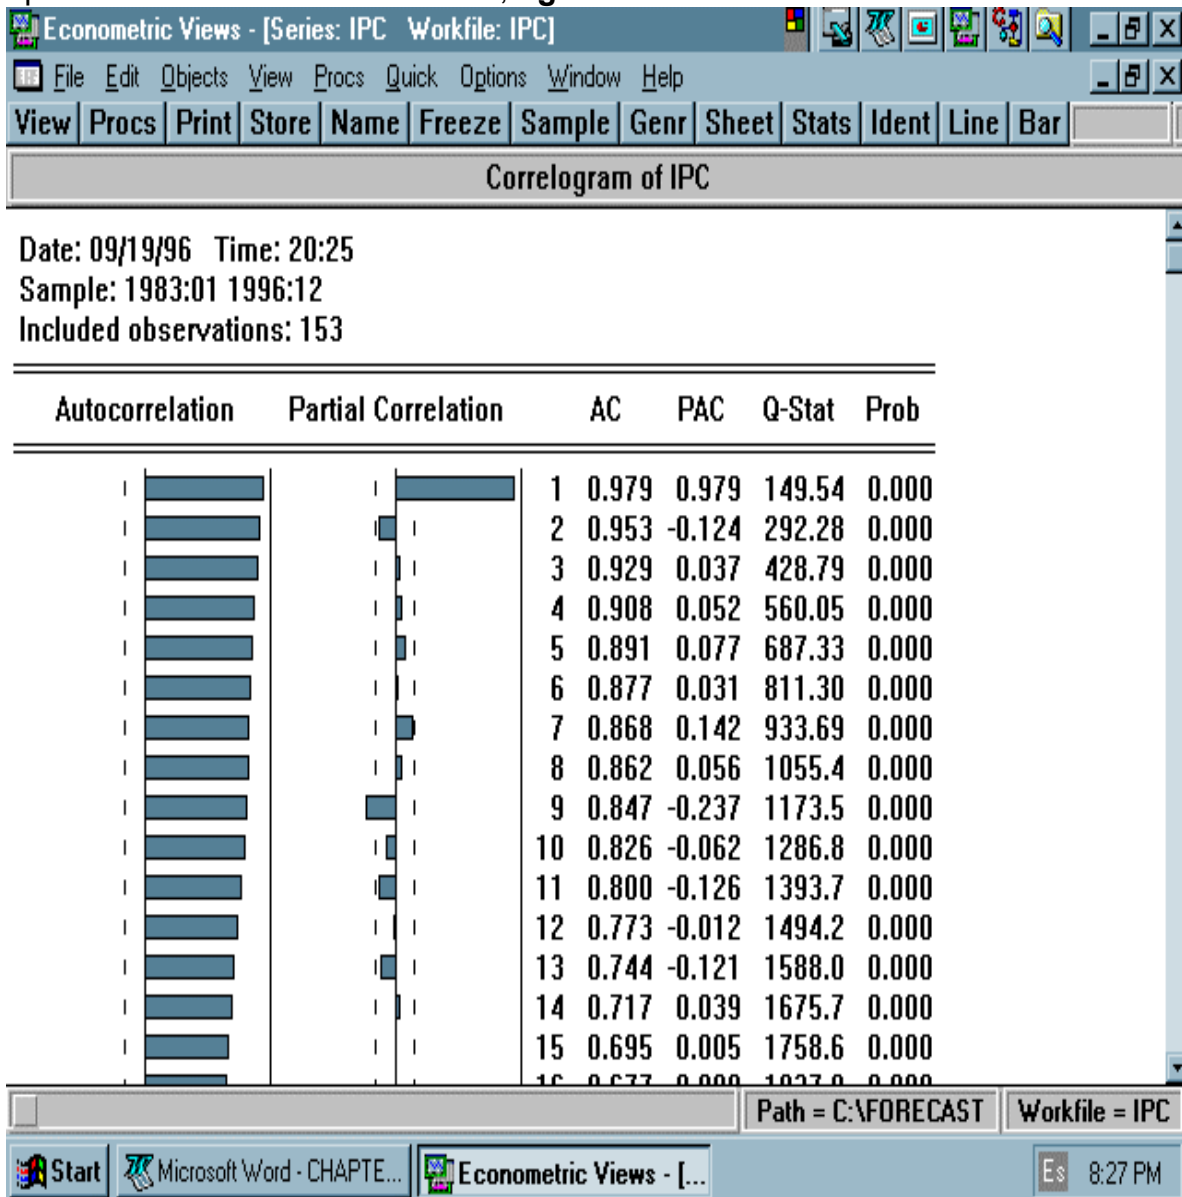 Econometric Views - [Series: IPC Workfile: IPC]
File Edit Objects View Procs Quick Options Window Help
View Procs Print Store Name Freeze Sample Genr Sheet Stats Ident Line Bar
Correlogram of IPC
Date: 09/19/96 Time: 20:25
Sample: 1983:01 1996:12
Included observations: 153
Autocorrelation Partial Correlation AC PAC Q-Stat Prob
1 0.979 0.979 149.54 0.000
2 0.953 -0.124 292.28 0.000
3 0.929 0.037 428.79 0.000
4 0.908 0.052 560.05 0.000
5 0.891 0.077 687.33 0.000
6 0.877 0.031 811.30 0.000
7 0.868 0.142 933.69 0.000
8 0.862 0.056 1055.4 0.000
9 0.847 -0.237 1173.5 0.000
10 0.826 -0.062 1286.8 0.000
11 0.800 -0.126 1393.7 0.000
12 0.773 -0.012 1494.2 0.000
13 0.744 -0.121 1588.0 0.000
14 0.717 0.039 1675.7 0.000
15 0.695 0.005 1758.6 0.000
Path = C:\FORECAST Workfile = IPC
Start Microsoft Word - CHAPTE... Econometric Views - [... Es 8:27 PM